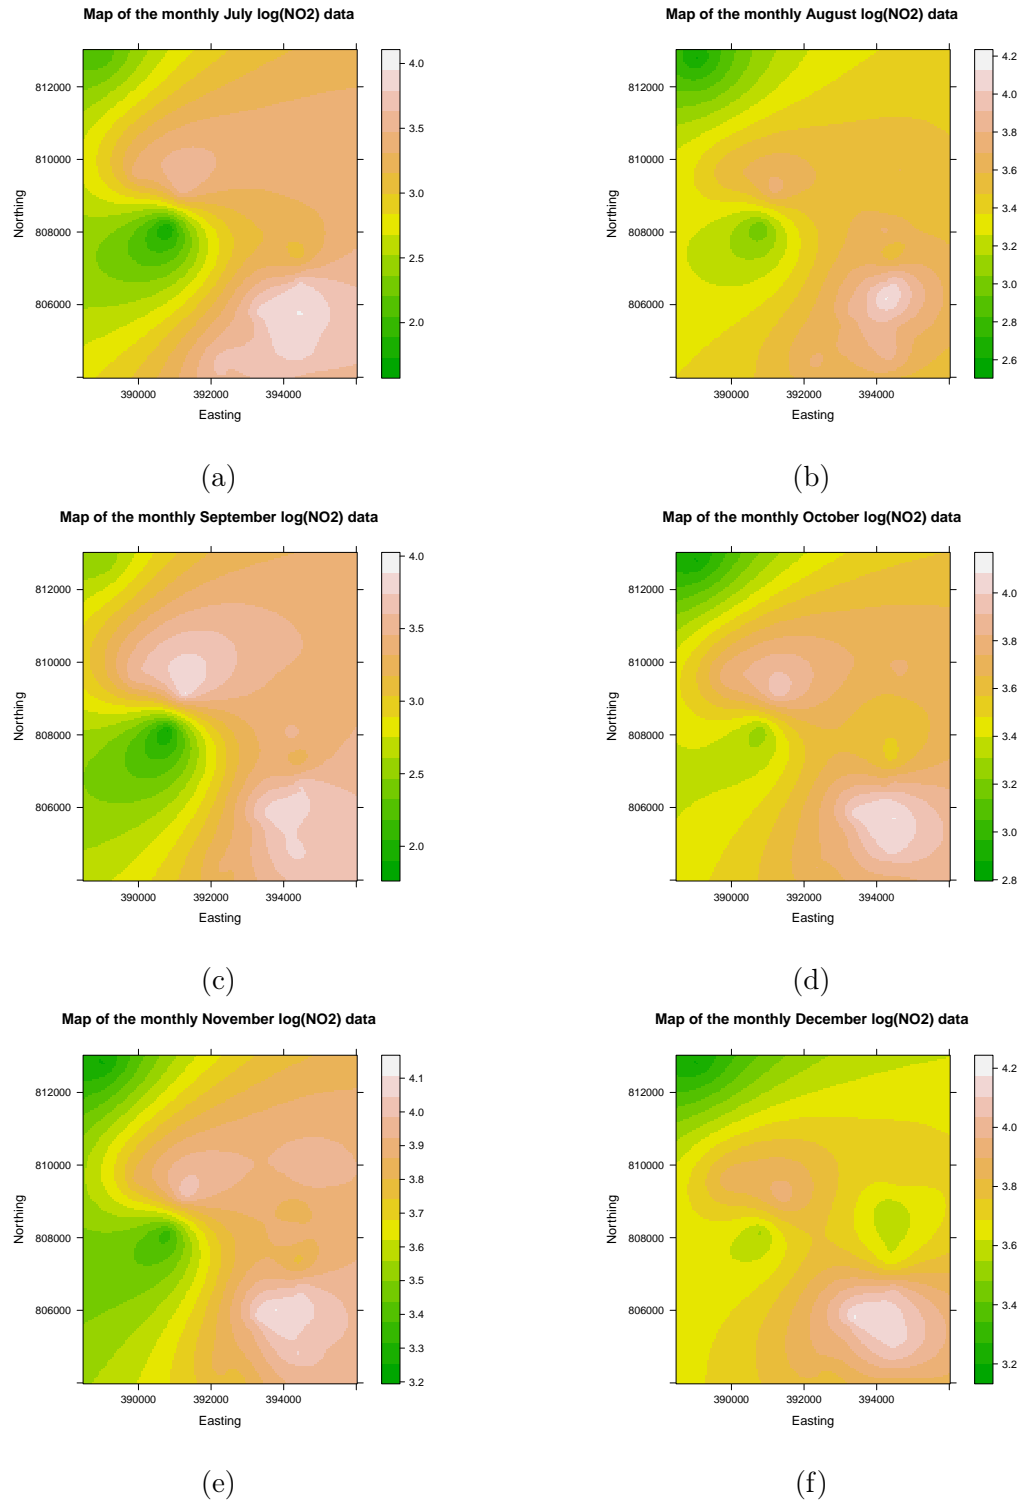 Map of the monthly July log(NO2) data
Northing
812000
810000
808000
806000
390000 392000 394000
Easting
4.0
3.5
3.0
2.5
2.0
(a)
Map of the monthly August log(NO2) data
Northing
812000
810000
808000
806000
390000 392000 394000
Easting
4.2
4.0
3.8
3.6
3.4
3.2
3.0
2.8
2.6
(b)
Map of the monthly September log(NO2) data
Northing
812000
810000
808000
806000
390000 392000 394000
Easting
4.0
3.5
3.0
2.5
2.0
(c)
Map of the monthly October log(NO2) data
Northing
812000
810000
808000
806000
390000 392000 394000
Easting
4.0
3.8
3.6
3.4
3.2
3.0
2.8
(d)
Map of the monthly November log(NO2) data
Northing
812000
810000
808000
806000
390000 392000 394000
Easting
4.1
4.0
3.9
3.8
3.7
3.6
3.5
3.4
3.3
3.2
(e)
Map of the monthly December log(NO2) data
Northing
812000
810000
808000
806000
390000 392000 394000
Easting
4.2
4.0
3.8
3.6
3.4
3.2
(f)